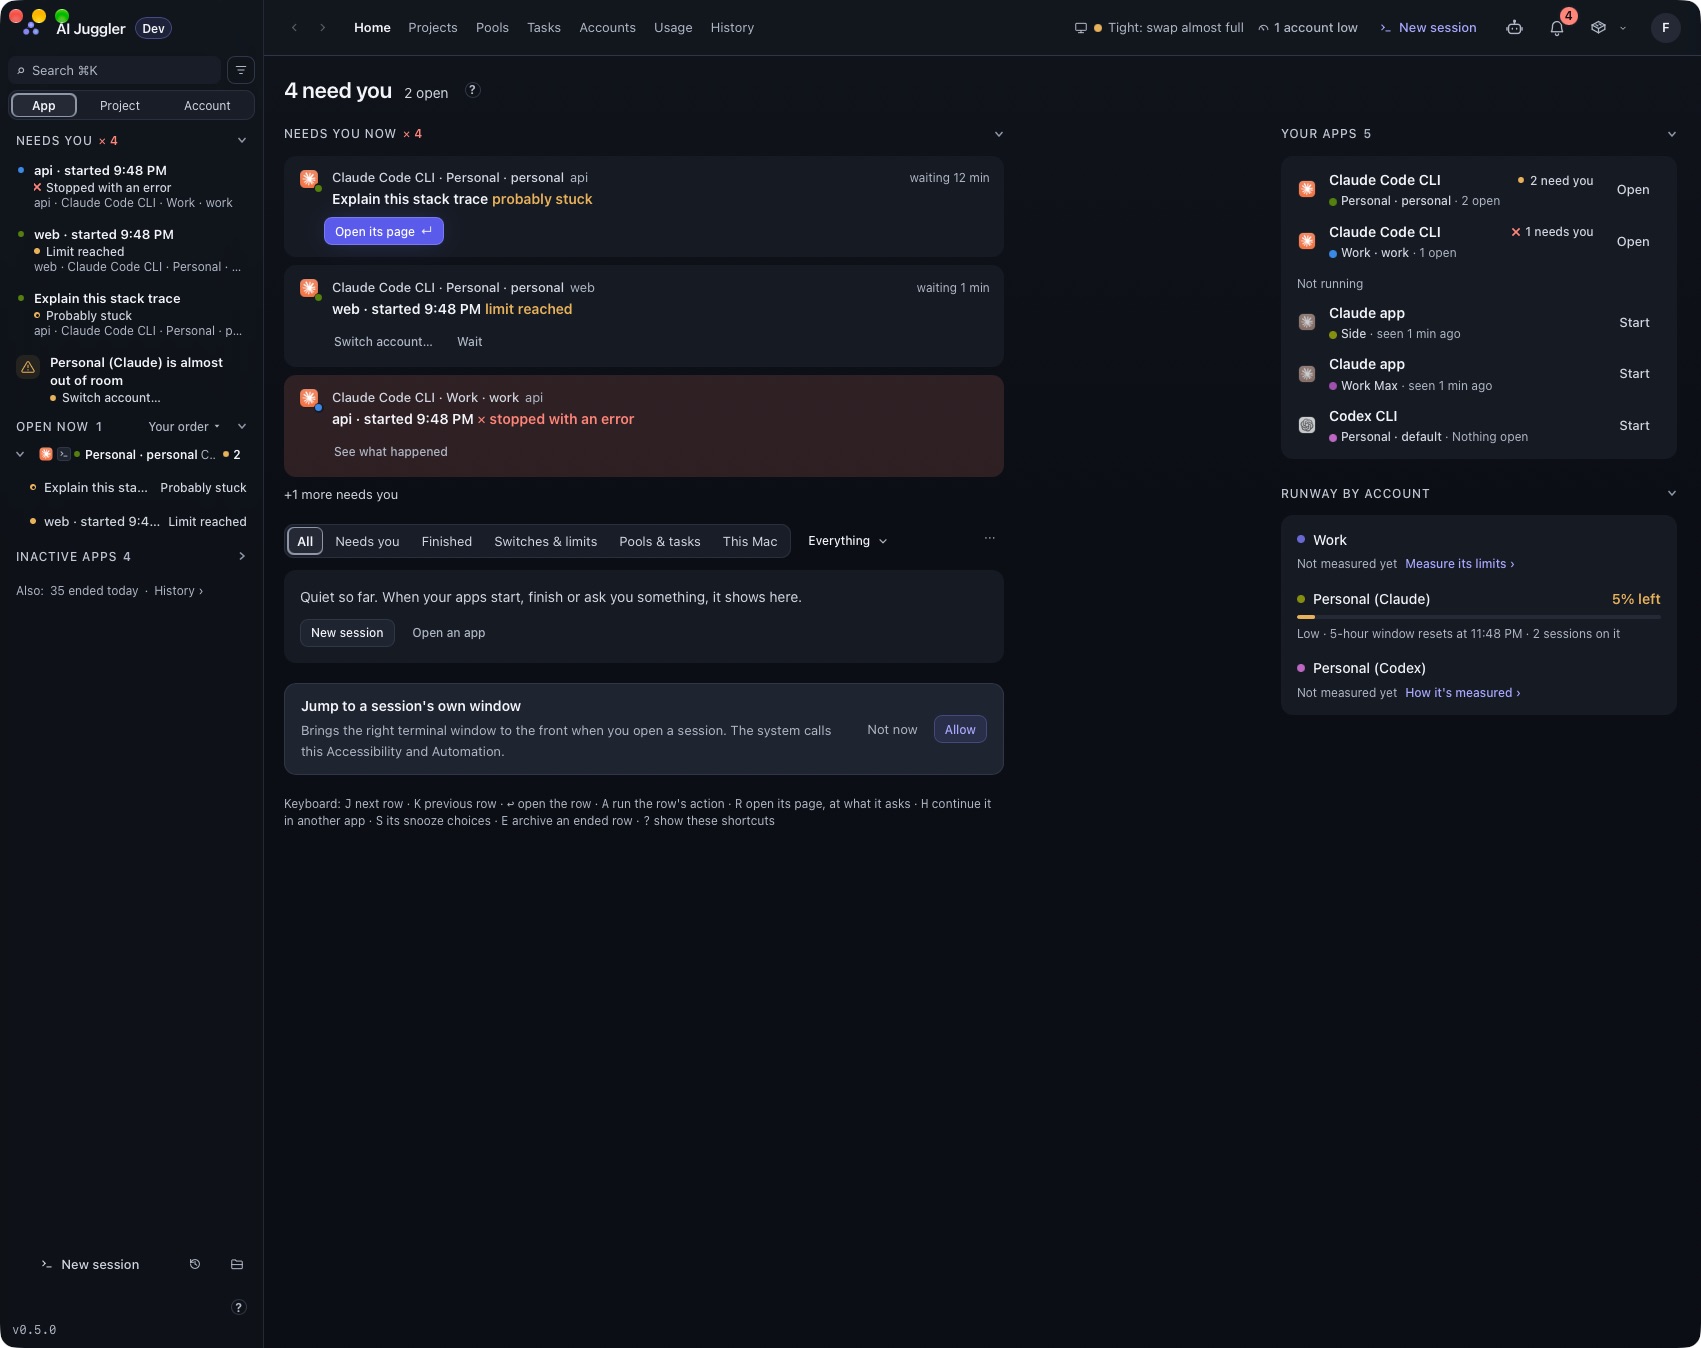 AI Juggler Dev
Search ⌘K
App Project Account
NEEDS YOU × 4
api · started 9:48 PM
× Stopped with an error
api · Claude Code CLI · Work · work
web · started 9:48 PM
Limit reached
web · Claude Code CLI · Personal · ...
Explain this stack trace
Probably stuck
api · Claude Code CLI · Personal · p...
Personal (Claude) is almost
out of room
Switch account...
OPEN NOW 1 Your order
Personal · personal C.. 2
Explain this sta... Probably stuck
web · started 9:4... Limit reached
INACTIVE APPS 4
Also: 35 ended today · History ›
New session
?
v0.5.0
‹ › Home Projects Pools Tasks Accounts Usage History
Tight: swap almost full 1 account low New session 4 F
4 need you 2 open ?
NEEDS YOU NOW × 4
Claude Code CLI · Personal · personal api waiting 12 min
Explain this stack trace probably stuck
Open its page ↵
Claude Code CLI · Personal · personal web waiting 1 min
web · started 9:48 PM limit reached
Switch account... Wait
Claude Code CLI · Work · work api
api · started 9:48 PM × stopped with an error
See what happened
+1 more needs you
All Needs you Finished Switches & limits Pools & tasks This Mac Everything ...
Quiet so far. When your apps start, finish or ask you something, it shows here.
New session Open an app
Jump to a session's own window
Brings the right terminal window to the front when you open a session. The system calls
this Accessibility and Automation.
Not now Allow
Keyboard: J next row · K previous row · ↩ open the row · A run the row's action · R open its page, at what it asks · H continue it
in another app · S its snooze choices · E archive an ended row · ? show these shortcuts
YOUR APPS 5
Claude Code CLI 2 need you Open
Personal · personal · 2 open
Claude Code CLI × 1 needs you Open
Work · work · 1 open
Not running
Claude app Start
Side · seen 1 min ago
Claude app Start
Work Max · seen 1 min ago
Codex CLI Start
Personal · default · Nothing open
RUNWAY BY ACCOUNT
Work
Not measured yet Measure its limits ›
Personal (Claude) 5% left
Low · 5-hour window resets at 11:48 PM · 2 sessions on it
Personal (Codex)
Not measured yet How it's measured ›